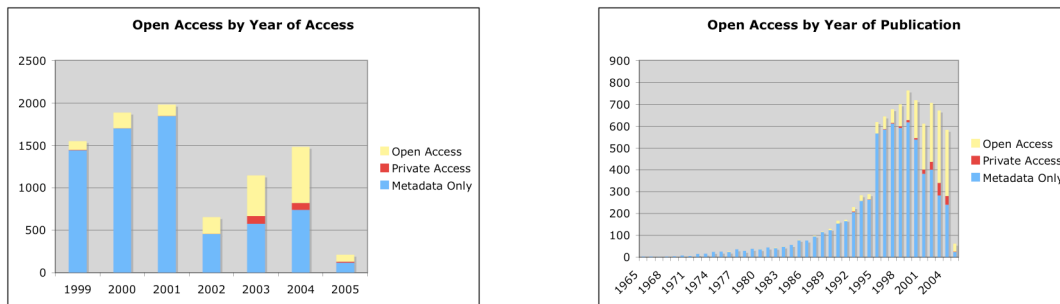 Open Access by Year of Access
2500
2000
1500
1000
500
0
1999 2000 2001 2002 2003 2004 2005
Open Access
Private Access
Metadata Only
Open Access by Year of Publication
900
800
700
600
500
400
300
200
100
0
1965 1968 1971 1974 1977 1980 1983 1986 1989 1992 1995 1998 2001 2004
Open Access
Private Access
Metadata Only